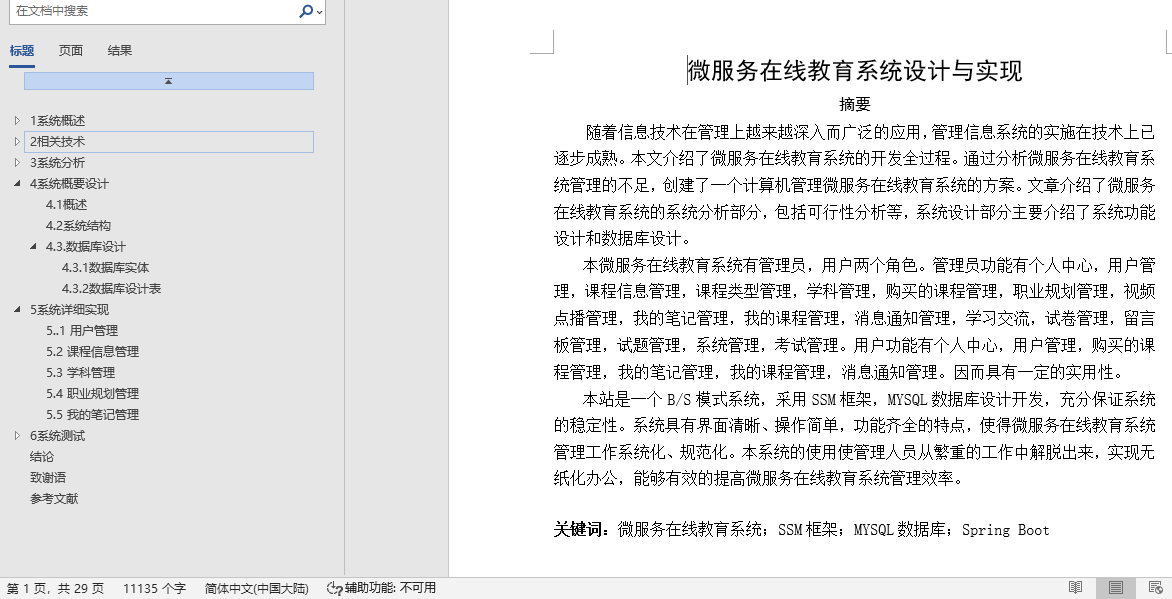 在文档中搜索
标题 页面 结果
1系统概述
2相关技术
3系统分析
4系统概要设计
4.1概述
4.2系统结构
4.3.数据库设计
4.3.1数据库实体
4.3.2数据库设计表
5系统详细实现
5..1 用户管理
5.2 课程信息管理
5.3 学科管理
5.4 职业规划管理
5.5 我的笔记管理
6系统测试
结论
致谢语
参考文献
微服务在线教育系统设计与实现
摘要
随着信息技术在管理上越来越深入而广泛的应用，管理信息系统的实施在技术上已
逐步成熟。本文介绍了微服务在线教育系统的开发全过程。通过分析微服务在线教育系
统管理的不足，创建了一个计算机管理微服务在线教育系统的方案。文章介绍了微服务
在线教育系统的系统分析部分，包括可行性分析等，系统设计部分主要介绍了系统功能
设计和数据库设计。
本微服务在线教育系统有管理员，用户两个角色。管理员功能有个人中心，用户管
理，课程信息管理，课程类型管理，学科管理，购买的课程管理，职业规划管理，视频
点播管理，我的笔记管理，我的课程管理，消息通知管理，学习交流，试卷管理，留言
板管理，试题管理，系统管理，考试管理。用户功能有个人中心，用户管理，购买的课
程管理，我的笔记管理，我的课程管理，消息通知管理。因而具有一定的实用性。
本站是一个 B/S 模式系统，采用 SSM 框架，MYSQL 数据库设计开发，充分保证系统
的稳定性。系统具有界面清晰、操作简单，功能齐全的特点，使得微服务在线教育系统
管理工作系统化、规范化。本系统的使用使管理人员从繁重的工作中解脱出来，实现无
纸化办公，能够有效的提高微服务在线教育系统管理效率。
关键词：微服务在线教育系统；SSM 框架；MYSQL 数据库；Spring Boot
第 1 页，共 29 页 11135 个字 简体中文(中国大陆) 辅助功能: 不可用